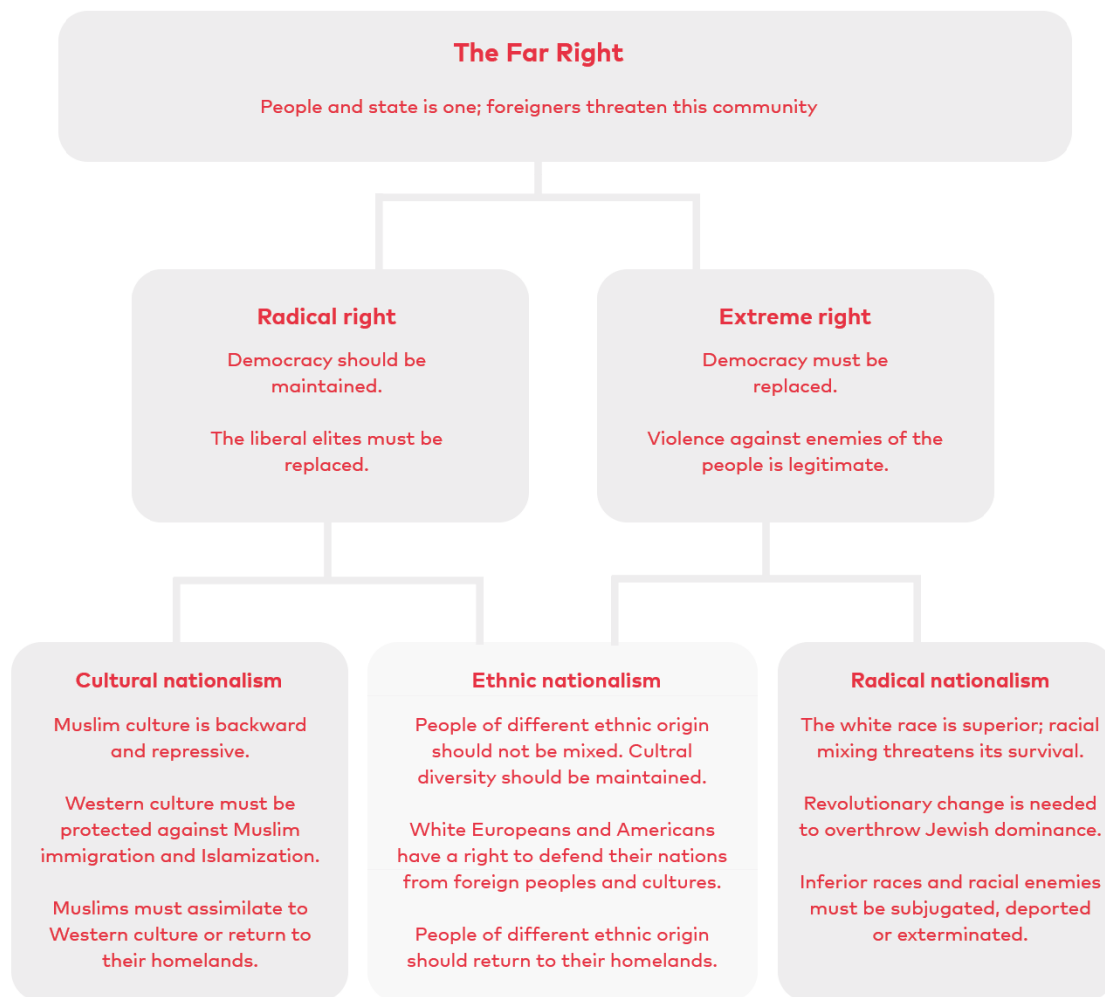 The Far Right
People and state is one; foreigners threaten this community
Radical right
Democracy should be
maintained.
The liberal elites must be
replaced.
Extreme right
Democracy must be
replaced.
Violence against enemies of the
people is legitimate.
Cultural nationalism
Muslim culture is backward
and repressive.
Western culture must be
protected against Muslim
immigration and Islamization.
Muslims must assimilate to
Western culture or return to
their homelands.
Ethnic nationalism
People of different ethnic origin
should not be mixed. Cultral
diversity should be maintained.
White Europeans and Americans
have a right to defend their nations
from foreign peoples and cultures.
People of different ethnic origin
should return to their homelands.
Radical nationalism
The white race is superior; racial
mixing threatens its survival.
Revolutionary change is needed
to overthrow Jewish dominance.
Inferior races and racial enemies
must be subjugated, deported
or exterminated.